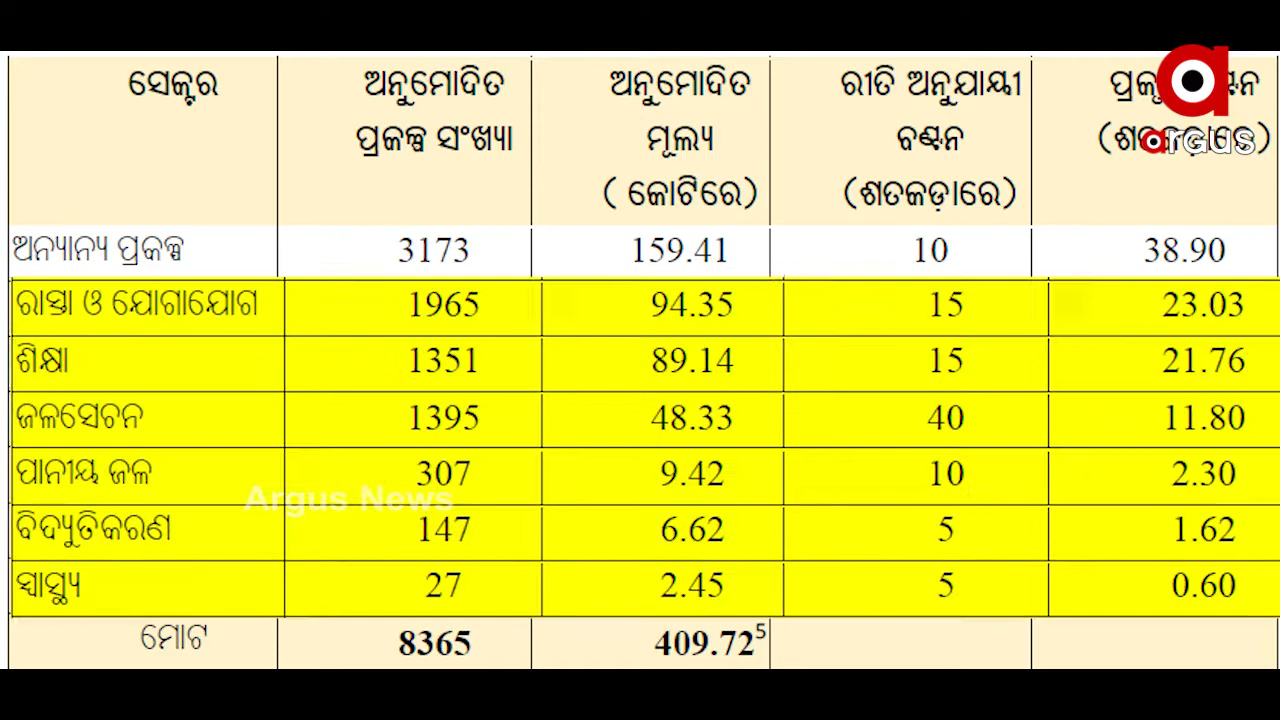 ସେକ୍ଟର ଅନୁମୋଦିତ ପ୍ରକଳ୍ପ ସଂଖ୍ୟା ଅନୁମୋଦିତ ମୂଲ୍ୟ ( କୋଟିରେ) ରୀତି ଅନୁଯାୟୀ ବଣ୍ଟନ (ଶତକଡ଼ାରେ)
argus
ଅନ୍ୟାନ୍ୟ ପ୍ରକଳ୍ପ 3173 159.41 10 38.90
ରାସ୍ତା ଓ ଯୋଗାଯୋଗ 1965 94.35 15 23.03
ଶିକ୍ଷା 1351 89.14 15 21.76
ଜଳସେଚନ 1395 48.33 40 11.80
ପାନୀୟ ଜଳ 307 9.42 10 2.30
Argus News
ବିଦ୍ୟୁତିକରଣ 147 6.62 5 1.62
ସ୍ୱାସ୍ଥ୍ୟ 27 2.45 5 0.60
ମୋଟ 8365 409.72⁵